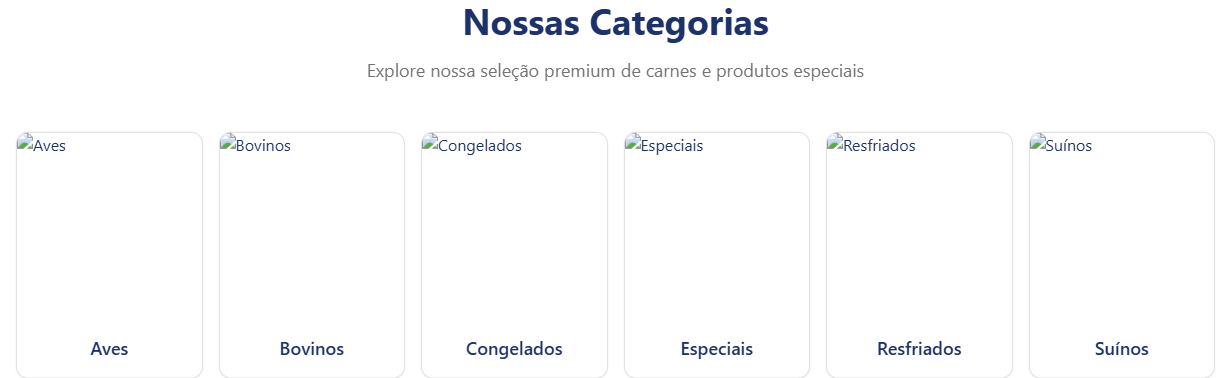 Nossas Categorias
Explore nossa seleção premium de carnes e produtos especiais
Aves Bovinos Congelados Especiais Resfriados Suínos
Aves Bovinos Congelados Especiais Resfriados Suínos